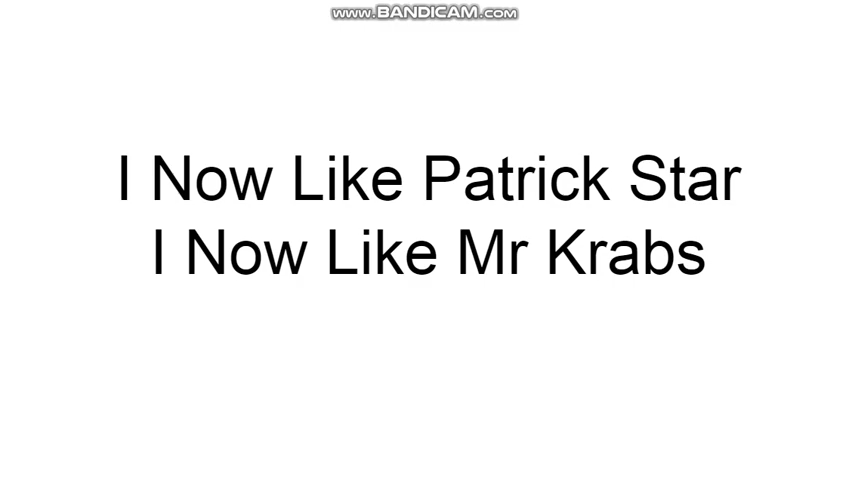 www.BANDICAM.com
I Now Like Patrick Star
I Now Like Mr Krabs